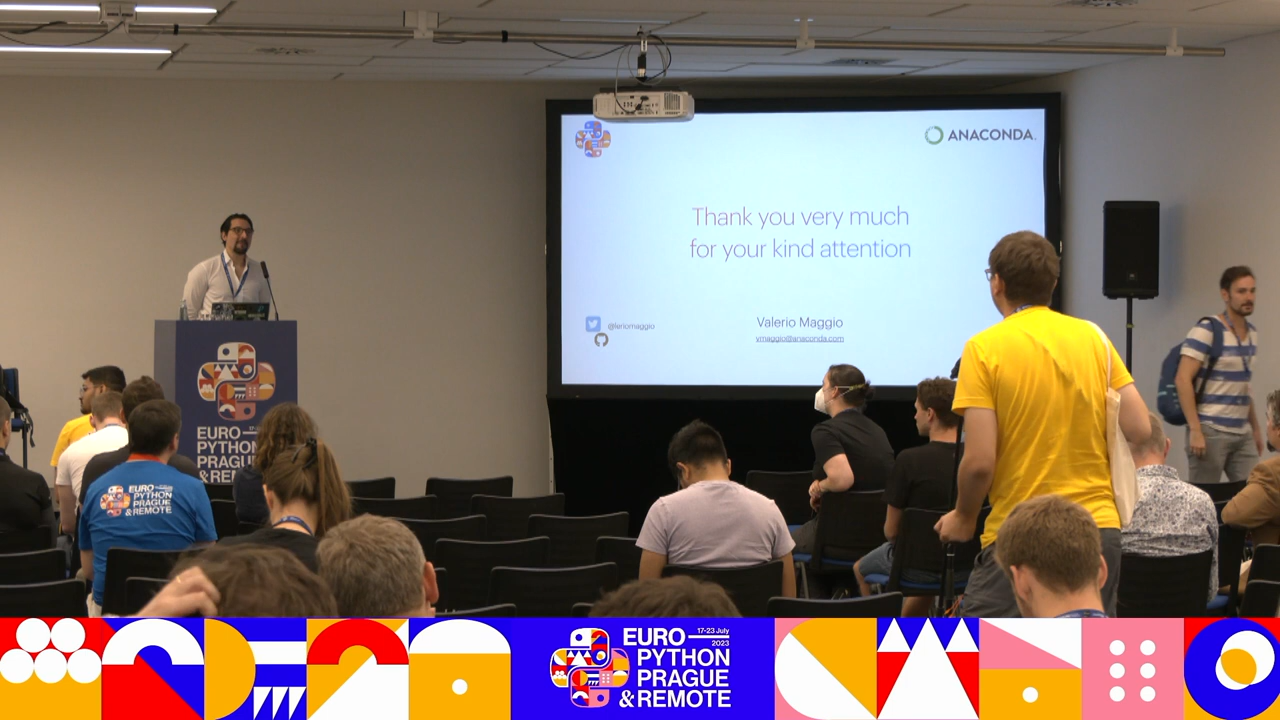 ANACONDA.
Thank you very much
for your kind attention
@leriomaggio
Valerio Maggio
vmaggio@anaconda.com
EURO
PYTHON
PRAGUE
& REMOTE
EURO
PYTHON
PRAGUE
& REMOTE
EURO
17-23 July
2023
PYTHON
PRAGUE
& REMOTE